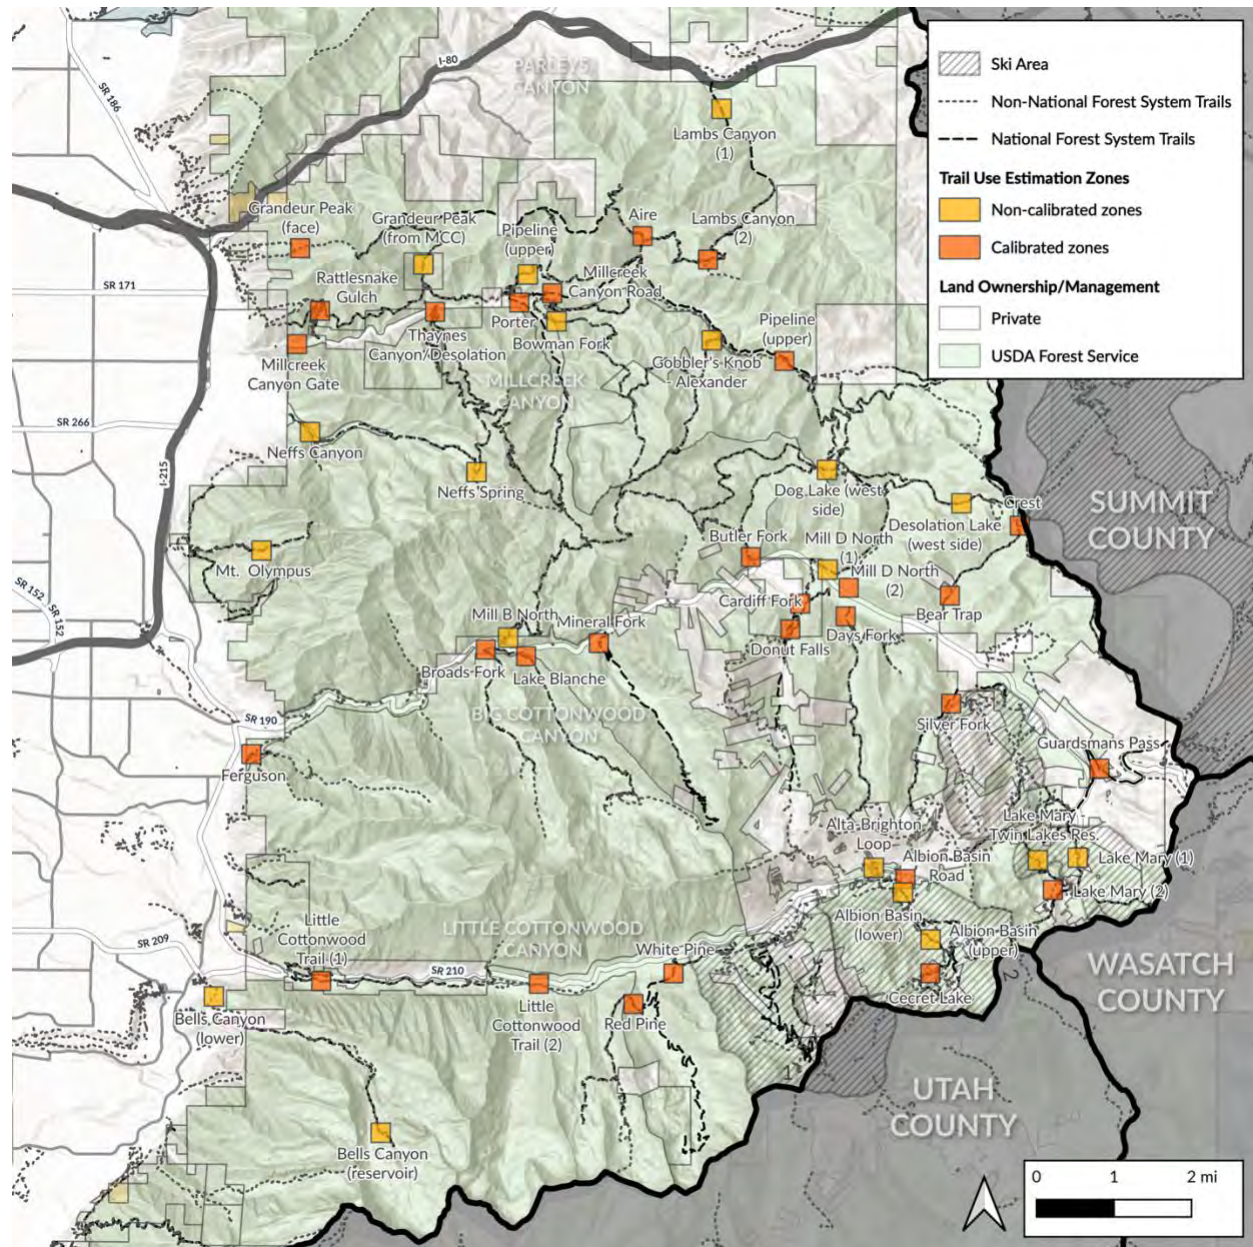 I-80
PARLEYS
CANYON
SR 186
Lambs Canyon
(1)
Ski Area
Non-National Forest System Trails
National Forest System Trails
Trail Use Estimation Zones
Non-calibrated zones
Calibrated zones
Land Ownership/Management
Private
USDA Forest Service
Grandeur Peak
(face)
Grandeur Peak
(from MCC)
Pipeline
(upper)
Aire
Lambs Canyon
(2)
Rattlesnake
Gulch
Millcreek
Canyon Road
SR 171
Porter
Thaynes
Canyon/Desolation
Bowman Fork
Pipeline
(upper)
Gobbler's Knob
- Alexander
Millcreek
Canyon Gate
MILLCREEK
CANYON
SR 266
I-215
Neffs Canyon
Neffs Spring
Dog Lake (west
side)
Desolation Lake
(west side)
Crest
SUMMIT
COUNTY
Butler Fork
Mill D North
(1)
Mill D North
(2)
Mt. Olympus
SR 152
SR 152
Cardiff Fork
Bear Trap
Mill B North
Mineral Fork
Days Fork
Donut Falls
Broads Fork
Lake Blanche
BIG COTTONWOOD
CANYON
SR 190
Silver Fork
Guardsmans Pass
Ferguson
Lake Mary
Twin Lakes Res.
Alta-Brighton
Loop
Albion Basin
Road
Lake Mary (1)
Lake Mary (2)
Albion Basin
(lower)
Albion Basin
(upper)
Little
Cottonwood
Trail (1)
LITTLE COTTONWOOD
CANYON
White Pine
SR 209
SR 210
Cecret Lake
WASATCH
COUNTY
Bells Canyon
(lower)
Little
Cottonwood
Trail (2)
Red Pine
UTAH
COUNTY
Bells Canyon
(reservoir)
0 1 2 mi